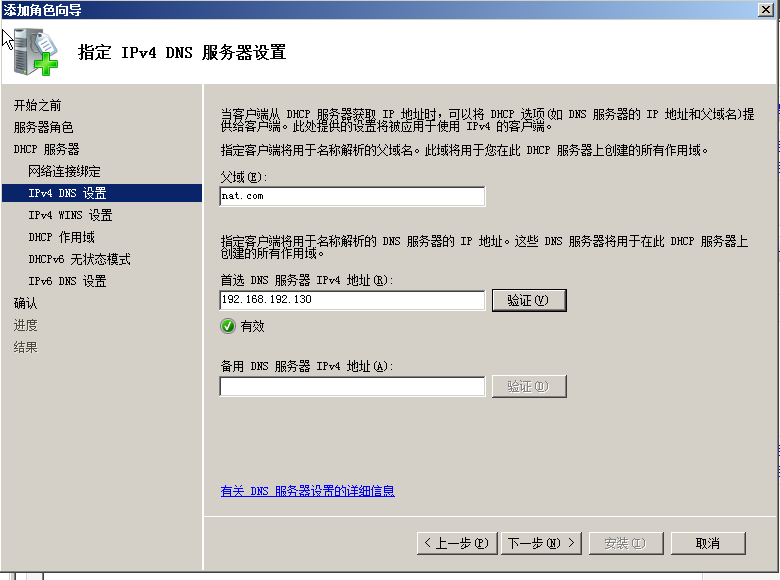 添加角色向导
指定 IPv4 DNS 服务器设置
开始之前
服务器角色
DHCP 服务器
网络连接绑定
IPv4 DNS 设置
IPv4 WINS 设置
DHCP 作用域
DHCPv6 无状态模式
IPv6 DNS 设置
确认
进度
结果
当客户端从 DHCP 服务器获取 IP 地址时，可以将 DHCP 选项(如 DNS 服务器的 IP 地址和父域名)提
供给客户端。此处提供的设置将被应用于使用 IPv4 的客户端。
指定客户端将用于名称解析的父域名。此域将用于您在此 DHCP 服务器上创建的所有作用域。
父域(E):
nat.com
指定客户端将用于名称解析的 DNS 服务器的 IP 地址。这些 DNS 服务器将用于在此 DHCP 服务器上
创建的所有作用域。
首选 DNS 服务器 IPv4 地址(R):
192.168.192.130
验证(V)
有效
备用 DNS 服务器 IPv4 地址(A):
验证(D)
有关 DNS 服务器设置的详细信息
< 上一步(P)
下一步(N) >
安装(I)
取消